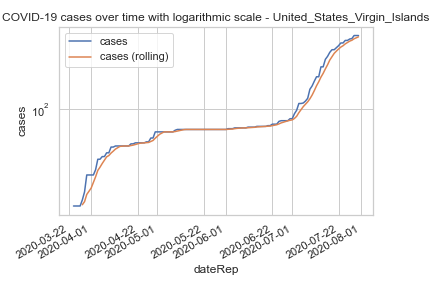 COVID-19 cases over time with logarithmic scale - United_States_Virgin_Islands
cases
cases (rolling)
10^2
cases
2020-03-22
2020-04-01
2020-04-22
2020-05-01
2020-05-22
2020-06-01
2020-06-22
2020-07-01
2020-07-22
2020-08-01
dateRep